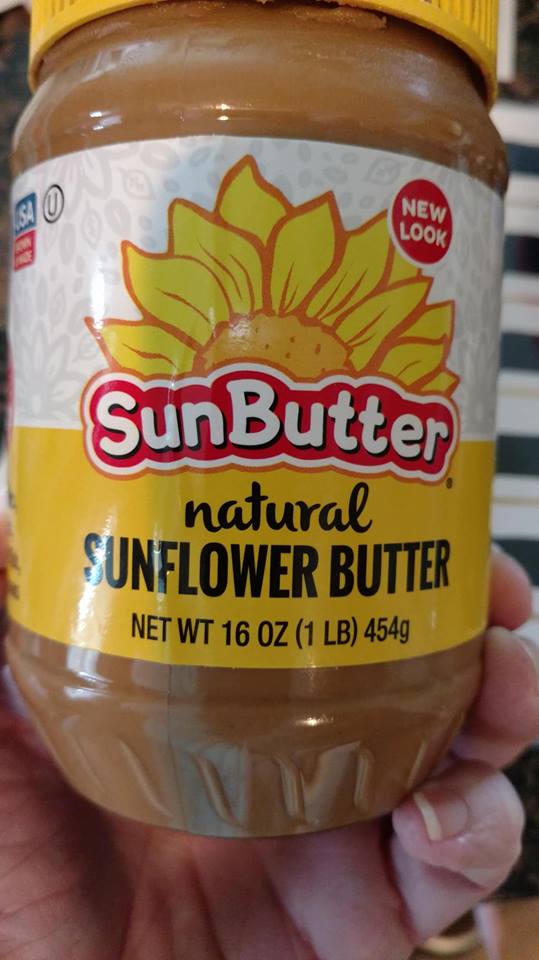 USA
U
NEW
LOOK
SunButter®
natural
SUNFLOWER BUTTER
NET WT 16 OZ (1 LB) 454g